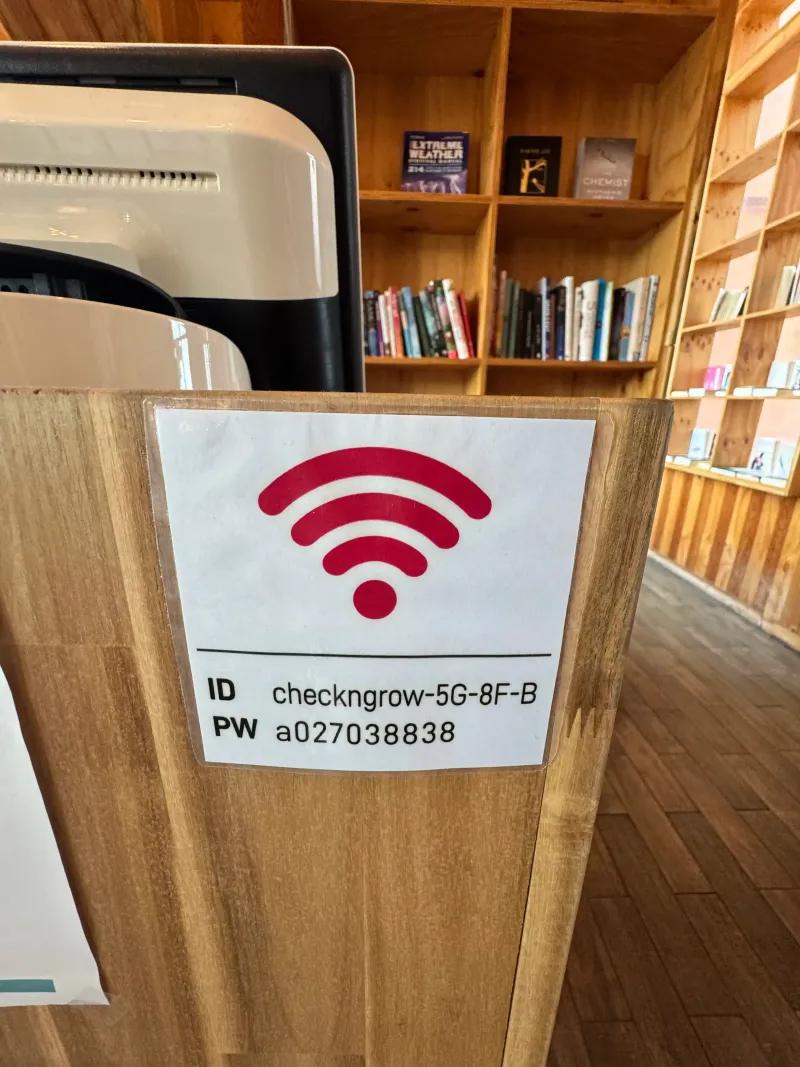 EXTREME
WEATHER
THE
CHEMIST
ID checkngrow-5G-8F-B
PW a027038838